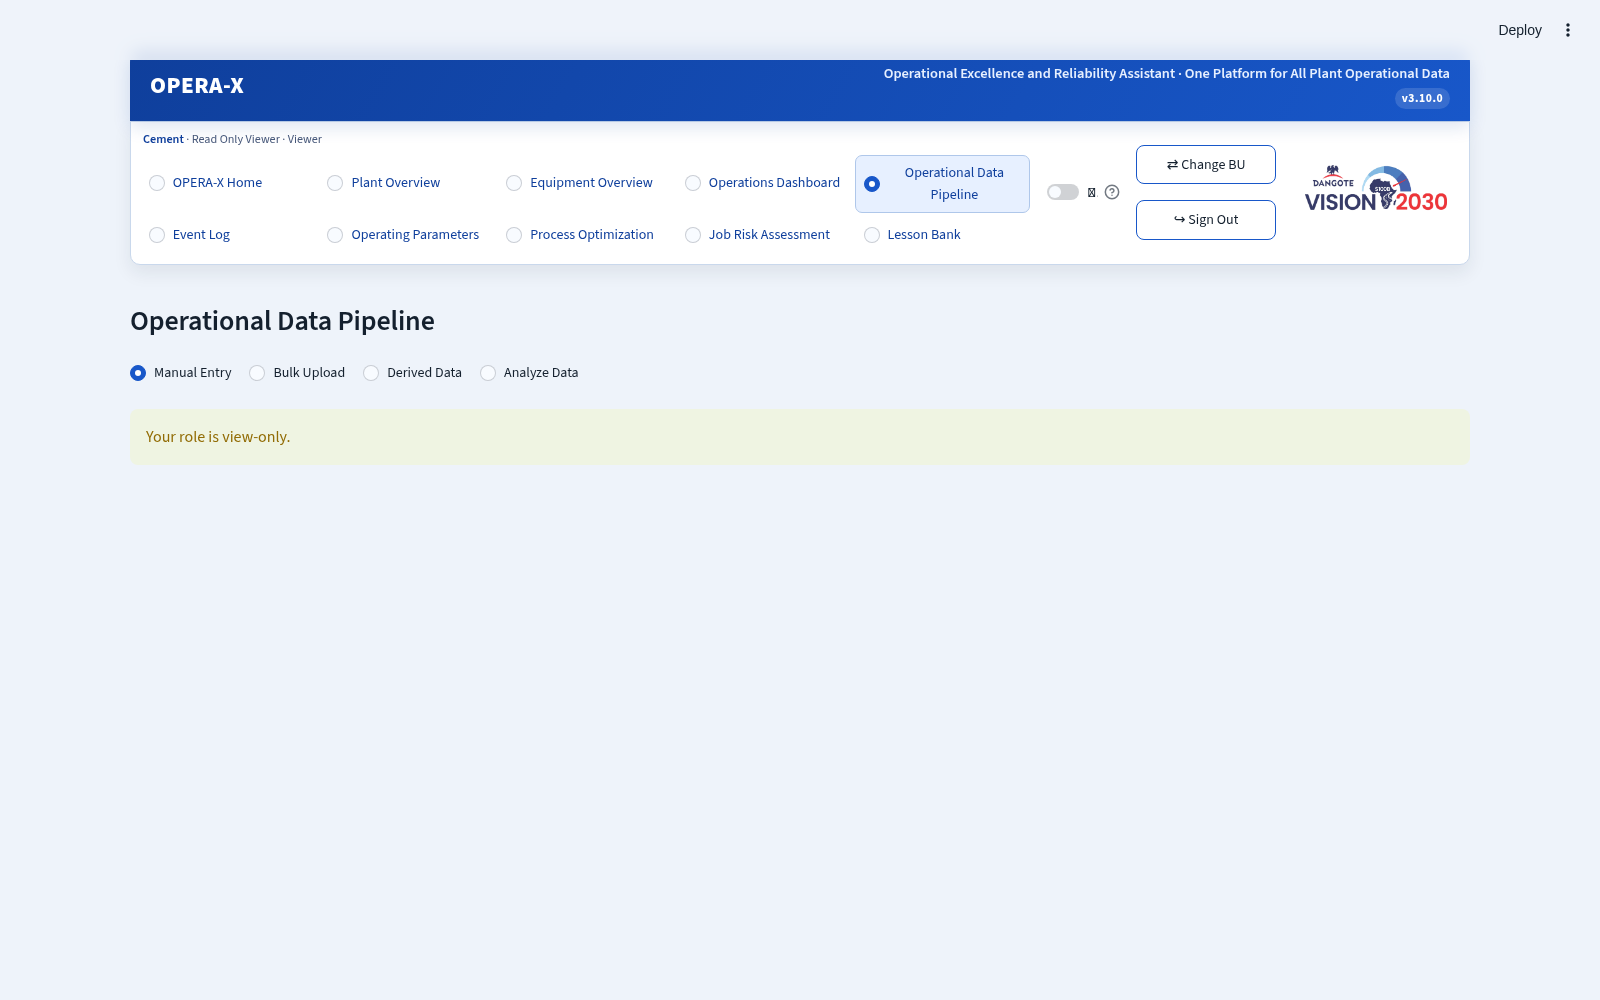 Deploy
OPERA-X
Operational Excellence and Reliability Assistant · One Platform for All Plant Operational Data
v3.10.0
Cement · Read Only Viewer · Viewer
OPERA-X Home
Plant Overview
Equipment Overview
Operations Dashboard
Operational Data
Pipeline
Event Log
Operating Parameters
Process Optimization
Job Risk Assessment
Lesson Bank
⇄ Change BU
↪ Sign Out
DANGOTE
VISION 2030
Operational Data Pipeline
Manual Entry
Bulk Upload
Derived Data
Analyze Data
Your role is view-only.